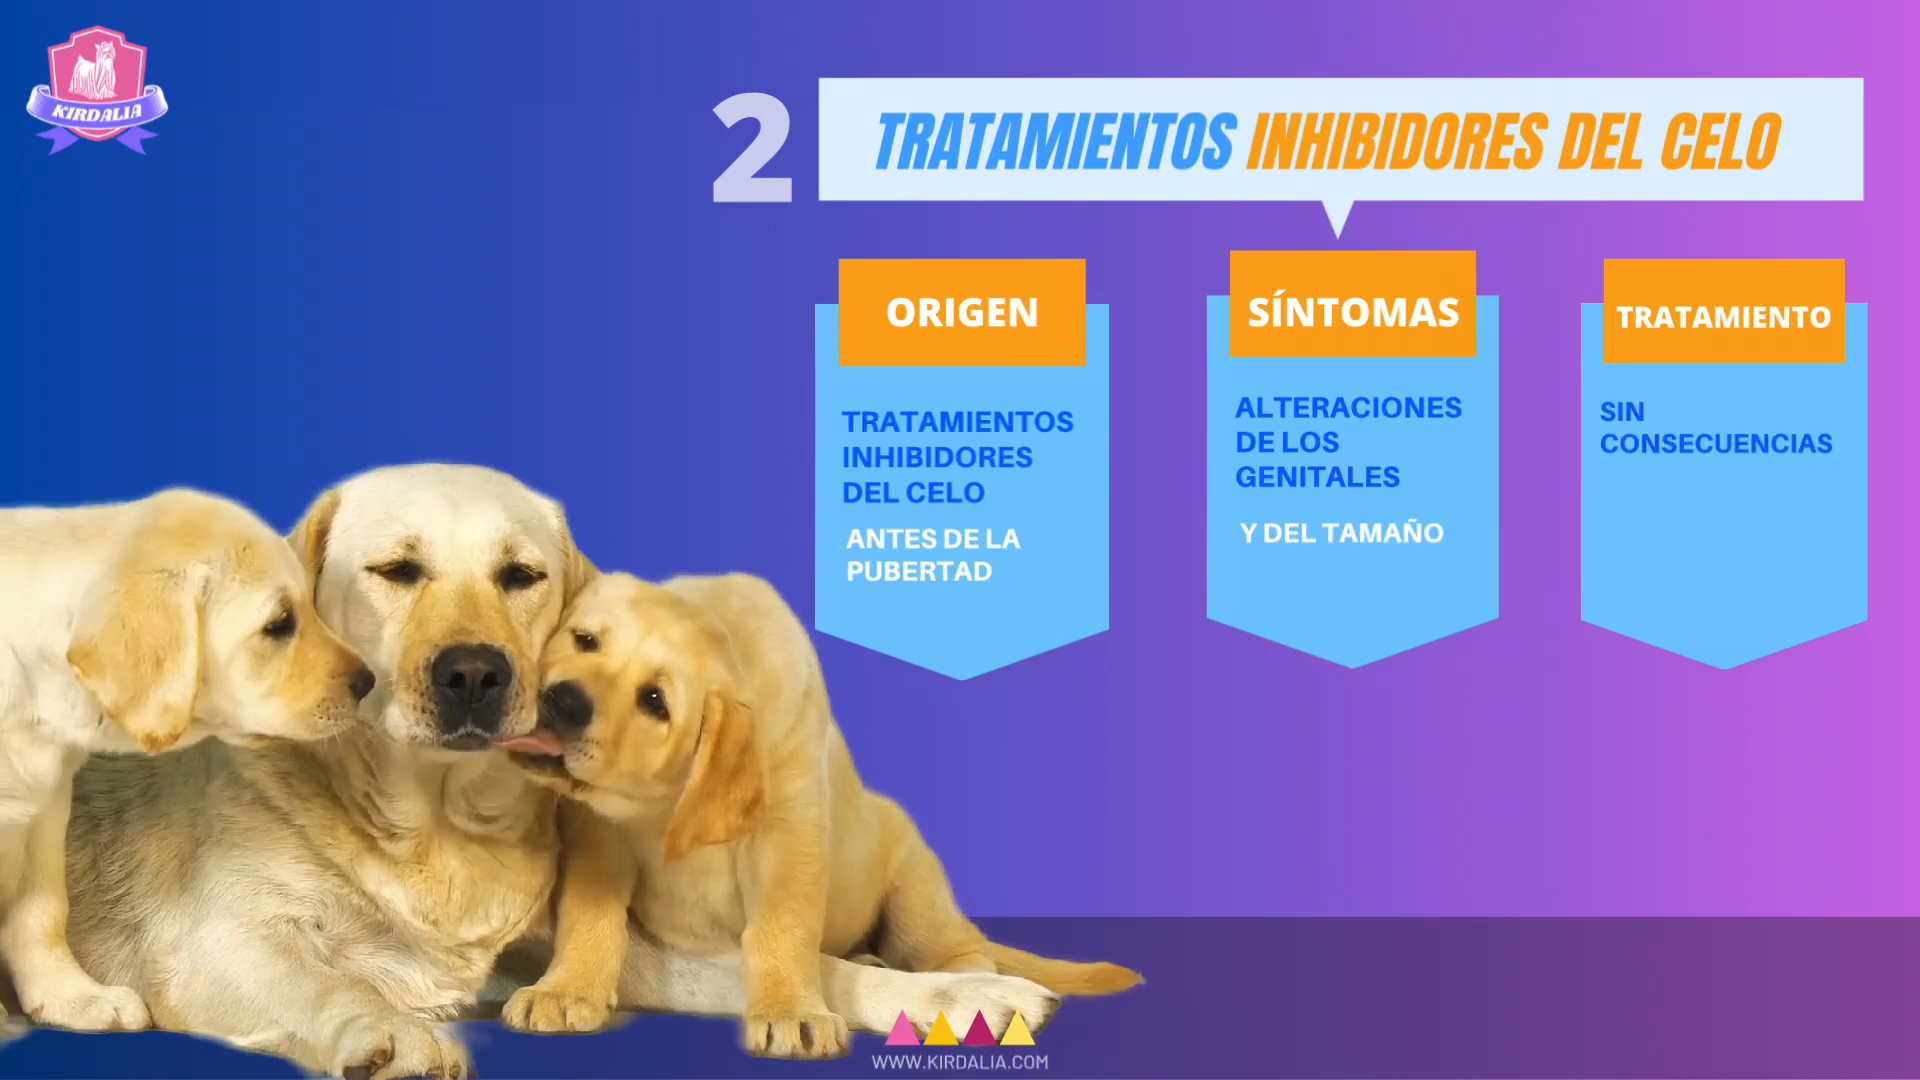 KIRDALIA
2
TRATAMIENTOS INHIBIDORES DEL CELO
ORIGEN
TRATAMIENTOS
INHIBIDORES
DEL CELO
ANTES DE LA
PUBERTAD
SÍNTOMAS
ALTERACIONES
DE LOS
GENITALES
Y DEL TAMAÑO
TRATAMIENTO
SIN
CONSECUENCIAS
WWW.KIRDALIA.COM